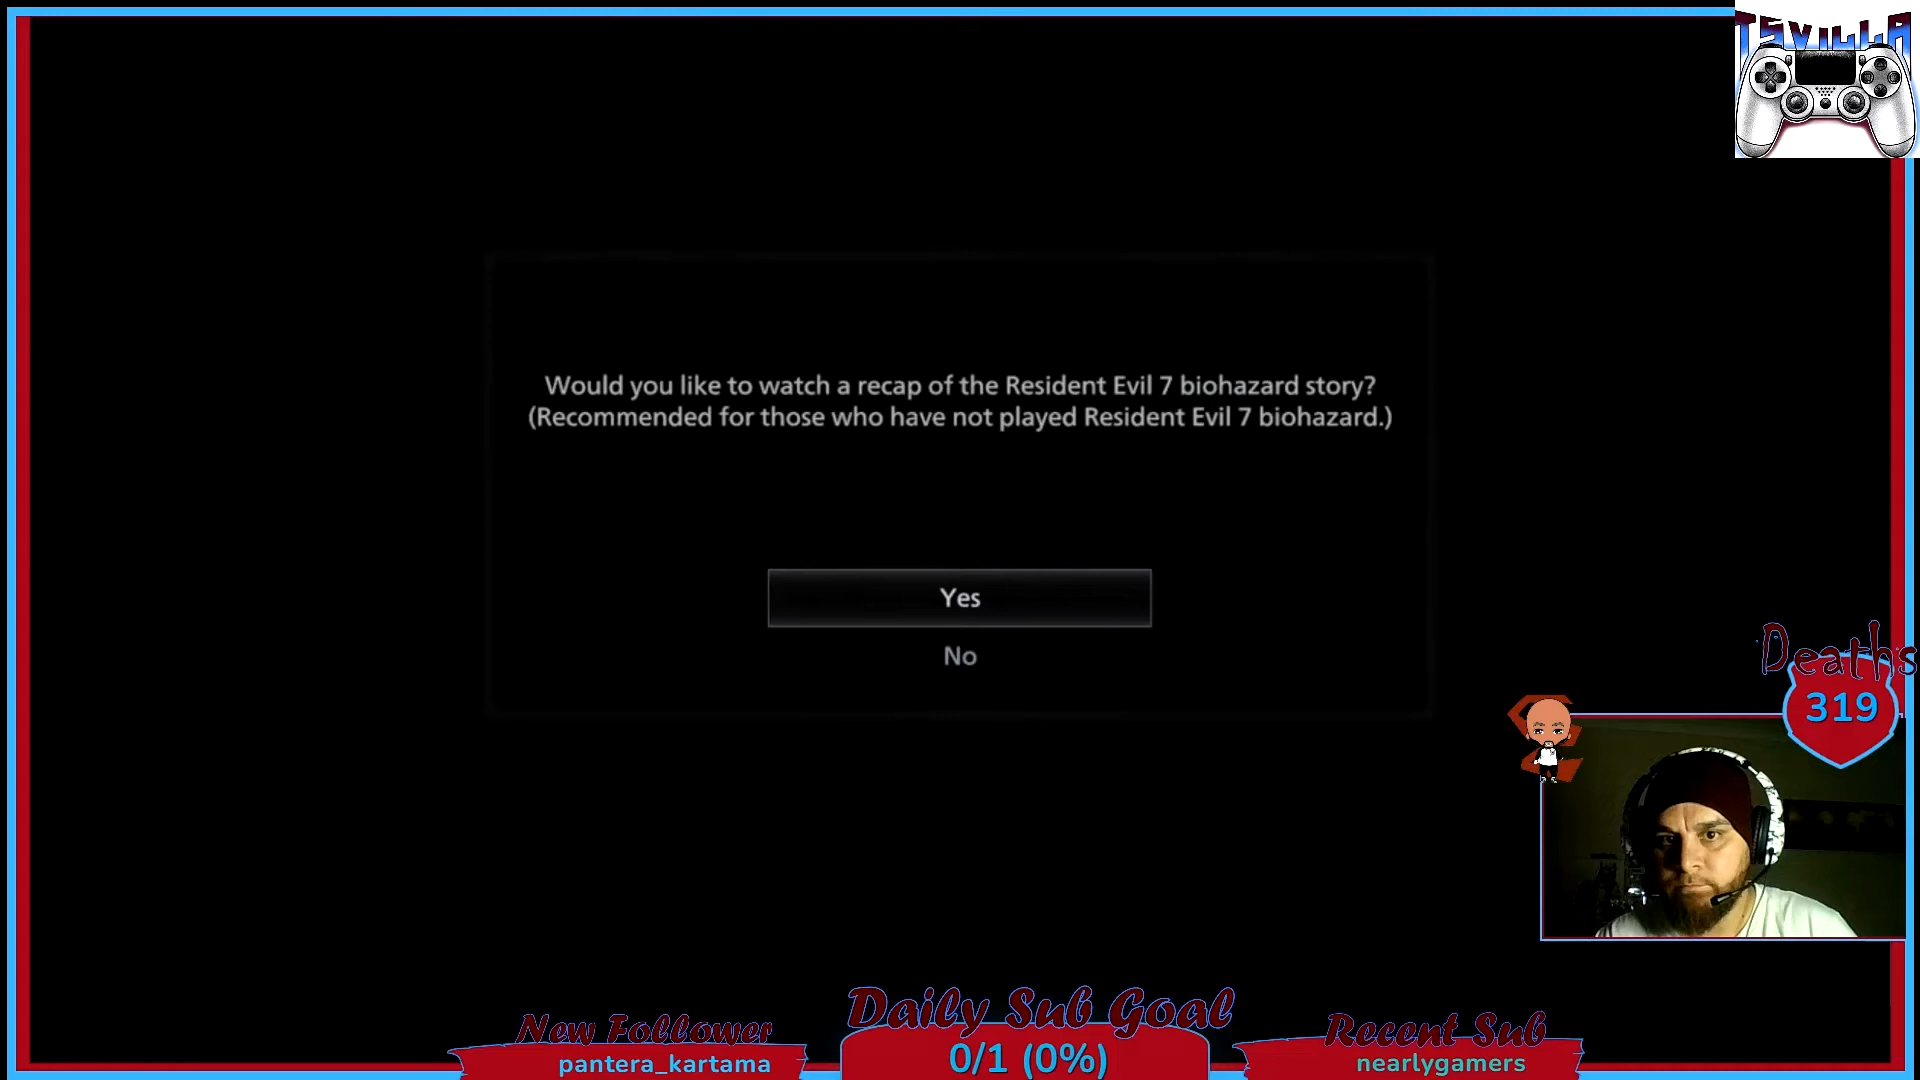 TSVILLA
Would you like to watch a recap of the Resident Evil 7 biohazard story?
(Recommended for those who have not played Resident Evil 7 biohazard.)
Yes
No
Deaths
319
New Follower
pantera_kartama
Daily Sub Goal
0/1 (0%)
Recent Sub
nearlygamers